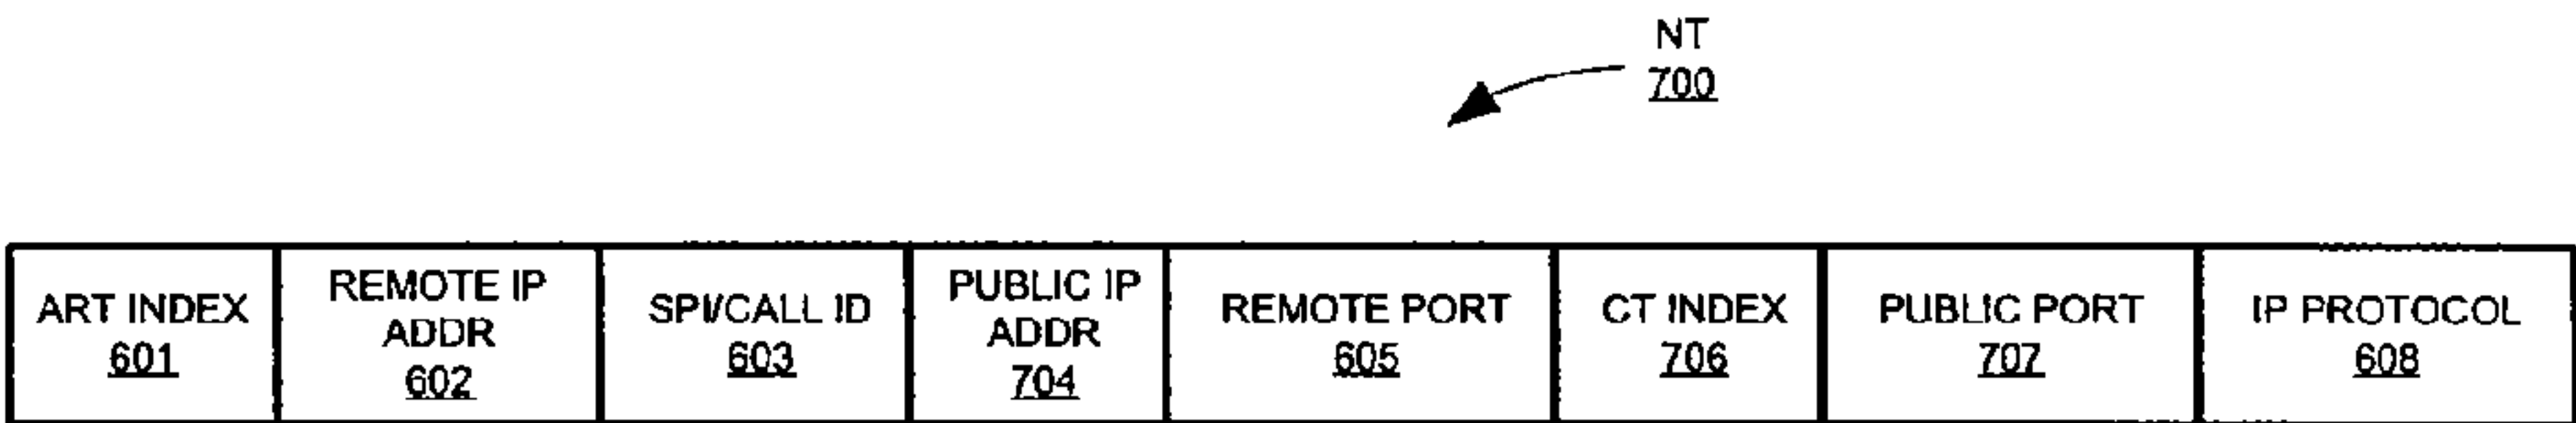 NT
700
ART INDEX
601
REMOTE IP
ADDR
602
SPI/CALL ID
603
PUBLIC IP
ADDR
704
REMOTE PORT
605
CT INDEX
706
PUBLIC PORT
707
IP PROTOCOL
608